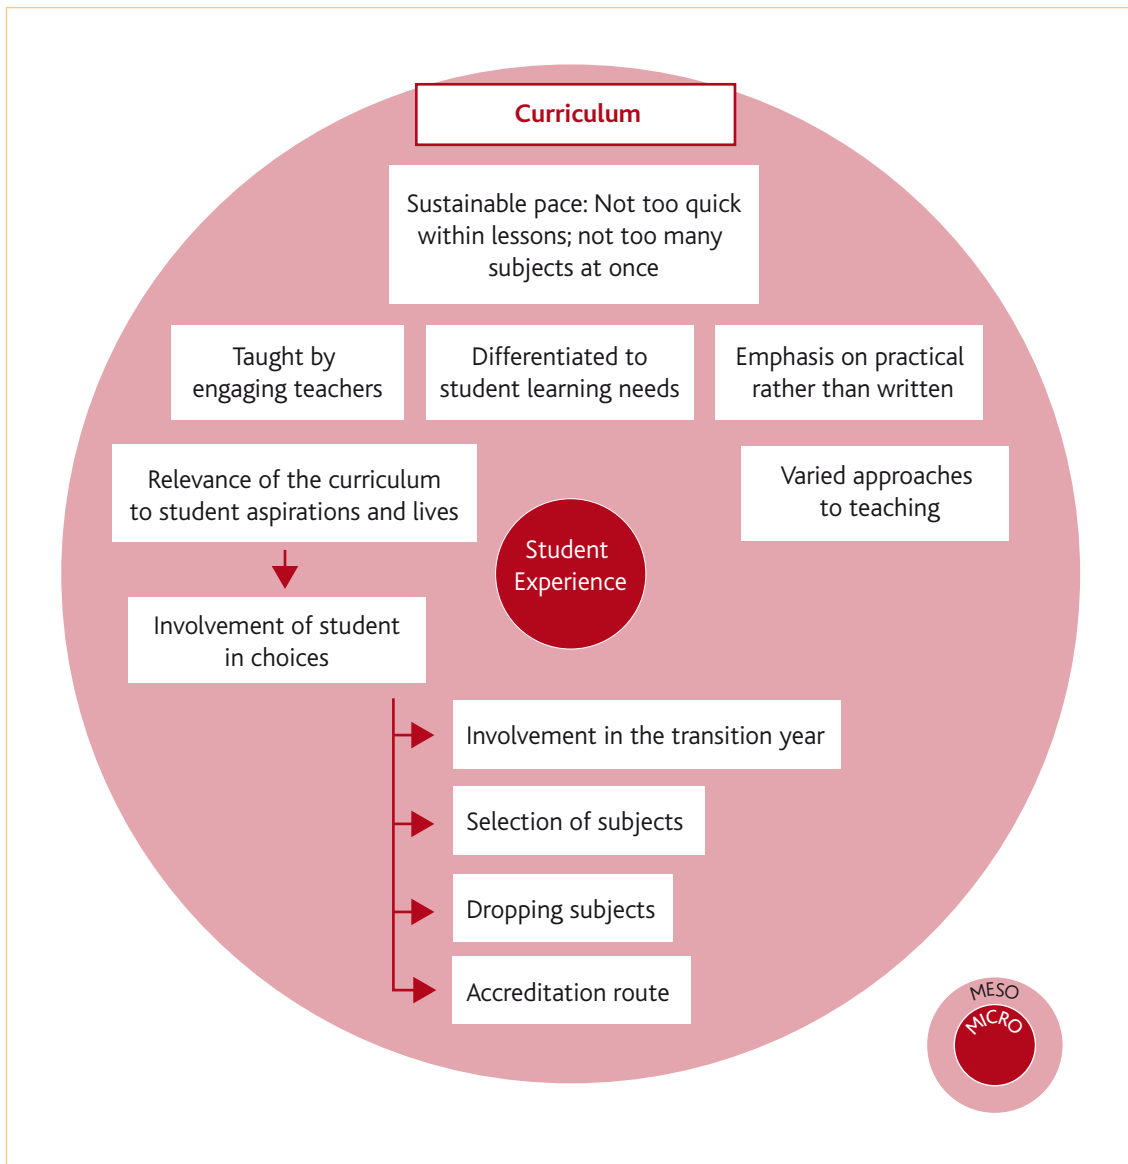 Curriculum
Sustainable pace: Not too quick
within lessons; not too many
subjects at once
Taught by
engaging teachers
Differentiated to
student learning needs
Emphasis on practical
rather than written
Relevance of the curriculum
to student aspirations and lives
Varied approaches
to teaching
Student
Experience
Involvement of student
in choices
Involvement in the transition year
Selection of subjects
Dropping subjects
Accreditation route
MESO
MICRO